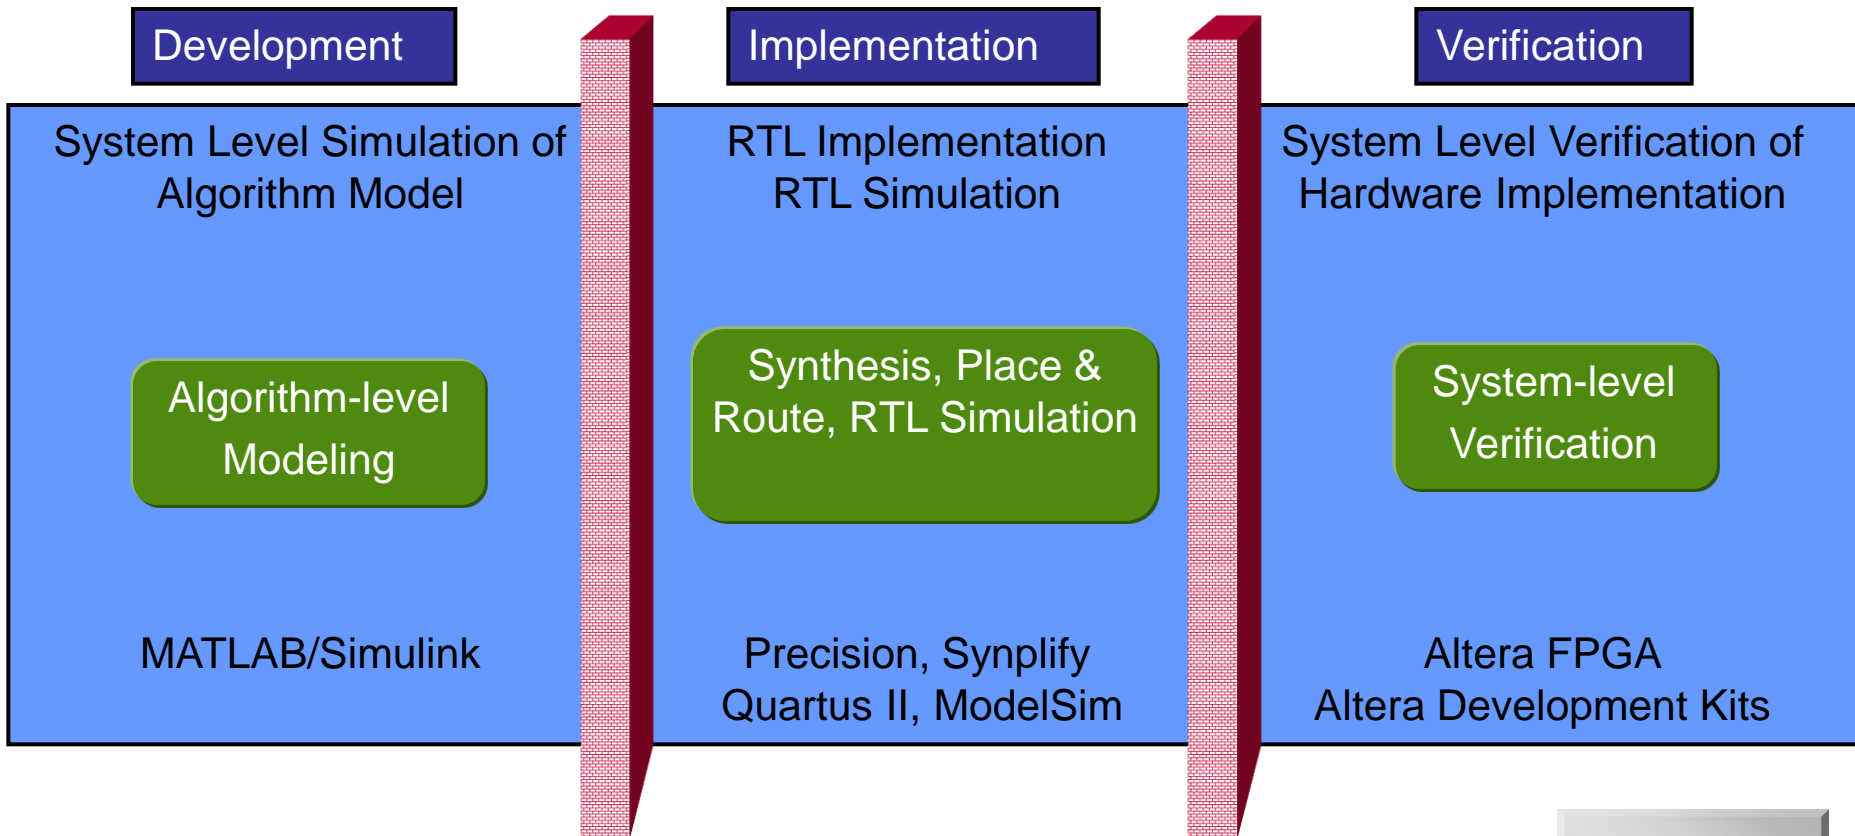 Development
Implementation
Verification
System Level Simulation of
Algorithm Model
RTL Implementation
RTL Simulation
System Level Verification of
Hardware Implementation
Algorithm-level
Modeling
Synthesis, Place &
Route, RTL Simulation
System-level
Verification
MATLAB/Simulink
Precision, Synplify
Quartus II, ModelSim
Altera FPGA
Altera Development Kits